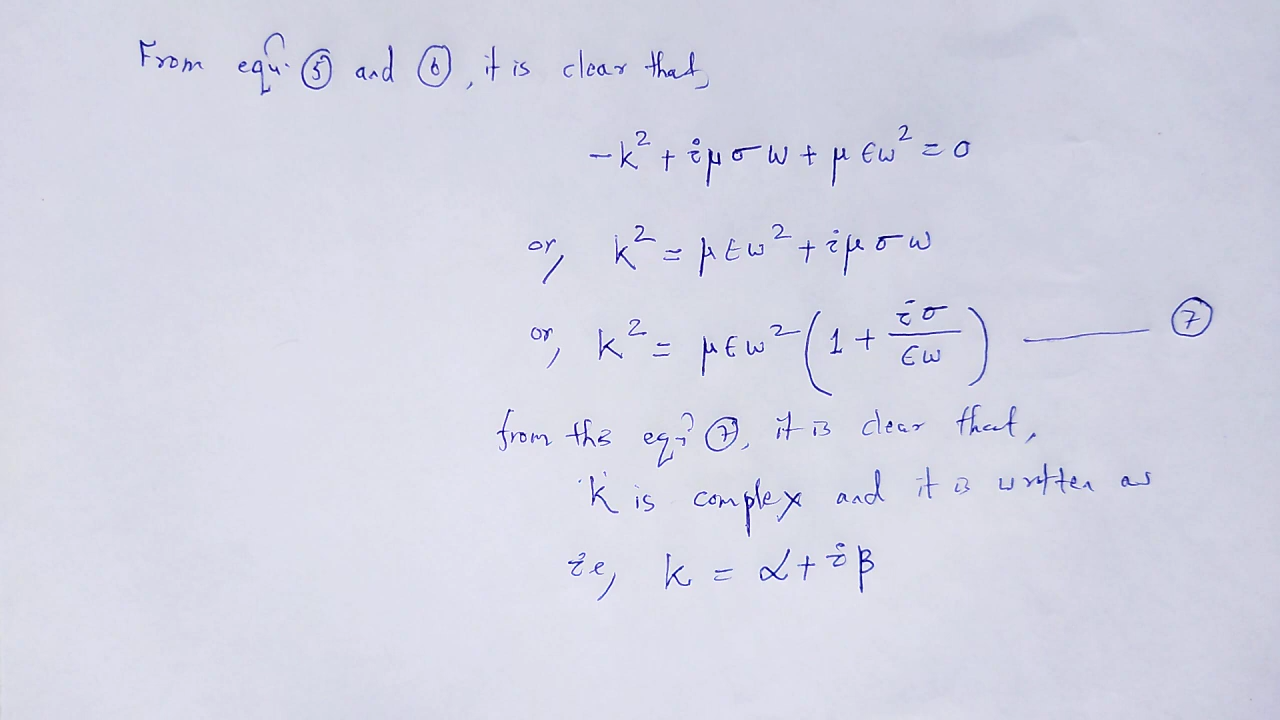 From eqn. ⑤ and ⑥, it is clear that,
-k² + iμσω + μϵω² = 0
or, k² = μϵω² + iμσω
or, k² = μϵω² (1 + iσ/ϵω) ——— ⑦
from this eqn ⑦, it is clear that,
K is complex and it is written as
ie, k = α + iβ